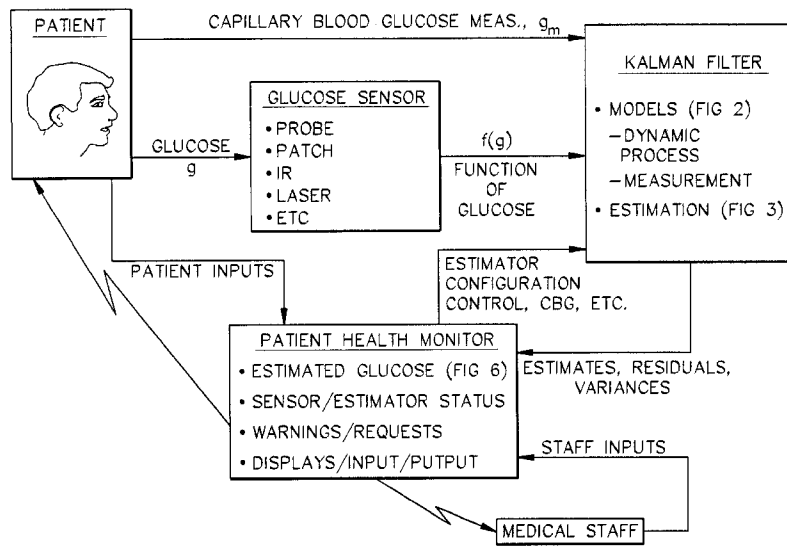 PATIENT
CAPILLARY BLOOD GLUCOSE MEAS., gm
KALMAN FILTER
• MODELS (FIG 2)
–DYNAMIC
PROCESS
–MEASUREMENT
• ESTIMATION (FIG 3)
GLUCOSE SENSOR
• PROBE
• PATCH
• IR
• LASER
• ETC
GLUCOSE
g
f(g)
FUNCTION
OF
GLUCOSE
PATIENT INPUTS
ESTIMATOR
CONFIGURATION
CONTROL, CBG, ETC.
PATIENT HEALTH MONITOR
• ESTIMATED GLUCOSE (FIG 6)
• SENSOR/ESTIMATOR STATUS
• WARNINGS/REQUESTS
• DISPLAYS/INPUT/PUTPUT
ESTIMATES, RESIDUALS,
VARIANCES
STAFF INPUTS
MEDICAL STAFF